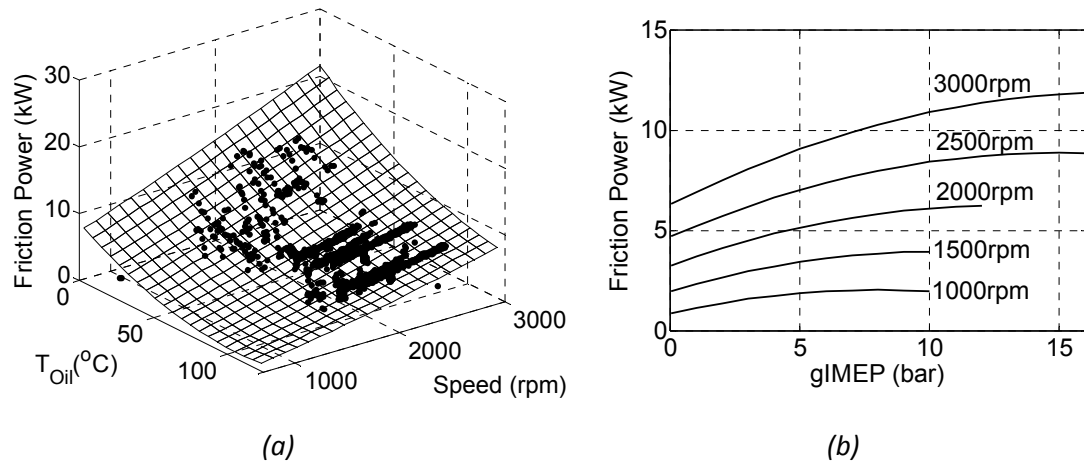 30
20
10
0
Friction Power (kW)
0
50
100
T_Oil(°C)
1000
2000
3000
Speed (rpm)
(a)
15
10
5
0
Friction Power (kW)
3000rpm
2500rpm
2000rpm
1500rpm
1000rpm
0
5
10
15
gIMEP (bar)
(b)